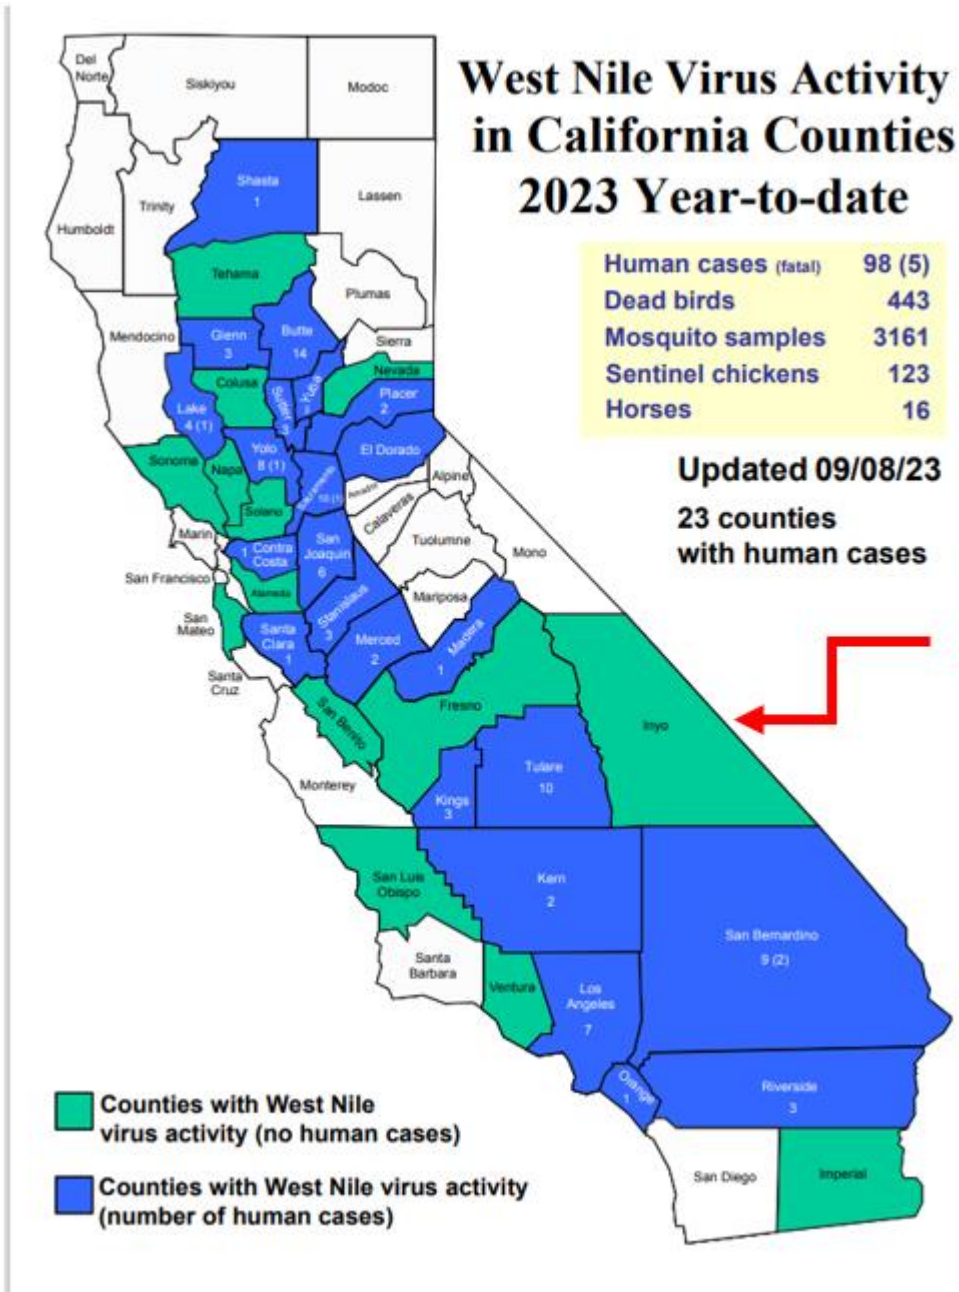 West Nile Virus Activity
in California Counties
2023 Year-to-date
Human cases (fatal) 98 (5)
Dead birds 443
Mosquito samples 3161
Sentinel chickens 123
Horses 16
Updated 09/08/23
23 counties
with human cases
Del
Norte
Siskiyou
Modoc
Shasta
1
Trinity
Lassen
Humboldt
Tehama
Plumas
Mendocino
Glenn
3
Butte
14
Sierra
Nevada
Colusa
Sutter
3
Yuba
Placer
2
Lake
4 (1)
Yolo
8 (1)
El Dorado
Sonoma
Napa
Sacramento
Amador
Alpine
Solano
Calaveras
Marin
1 Contra
Costa
San
Joaquin
6
Tuolumne
Mono
San Francisco
Alameda
Stanislaus
3
Mariposa
San
Mateo
Santa
Clara
1
Merced
2
Madera
1
Santa
Cruz
San Benito
Fresno
Inyo
Monterey
Kings
3
Tulare
10
San Luis
Obispo
Kern
2
San Bernardino
9 (2)
Santa
Barbara
Ventura
Los
Angeles
7
Orange
1
Riverside
3
San Diego
Imperial
Counties with West Nile
virus activity (no human cases)
Counties with West Nile virus activity
(number of human cases)